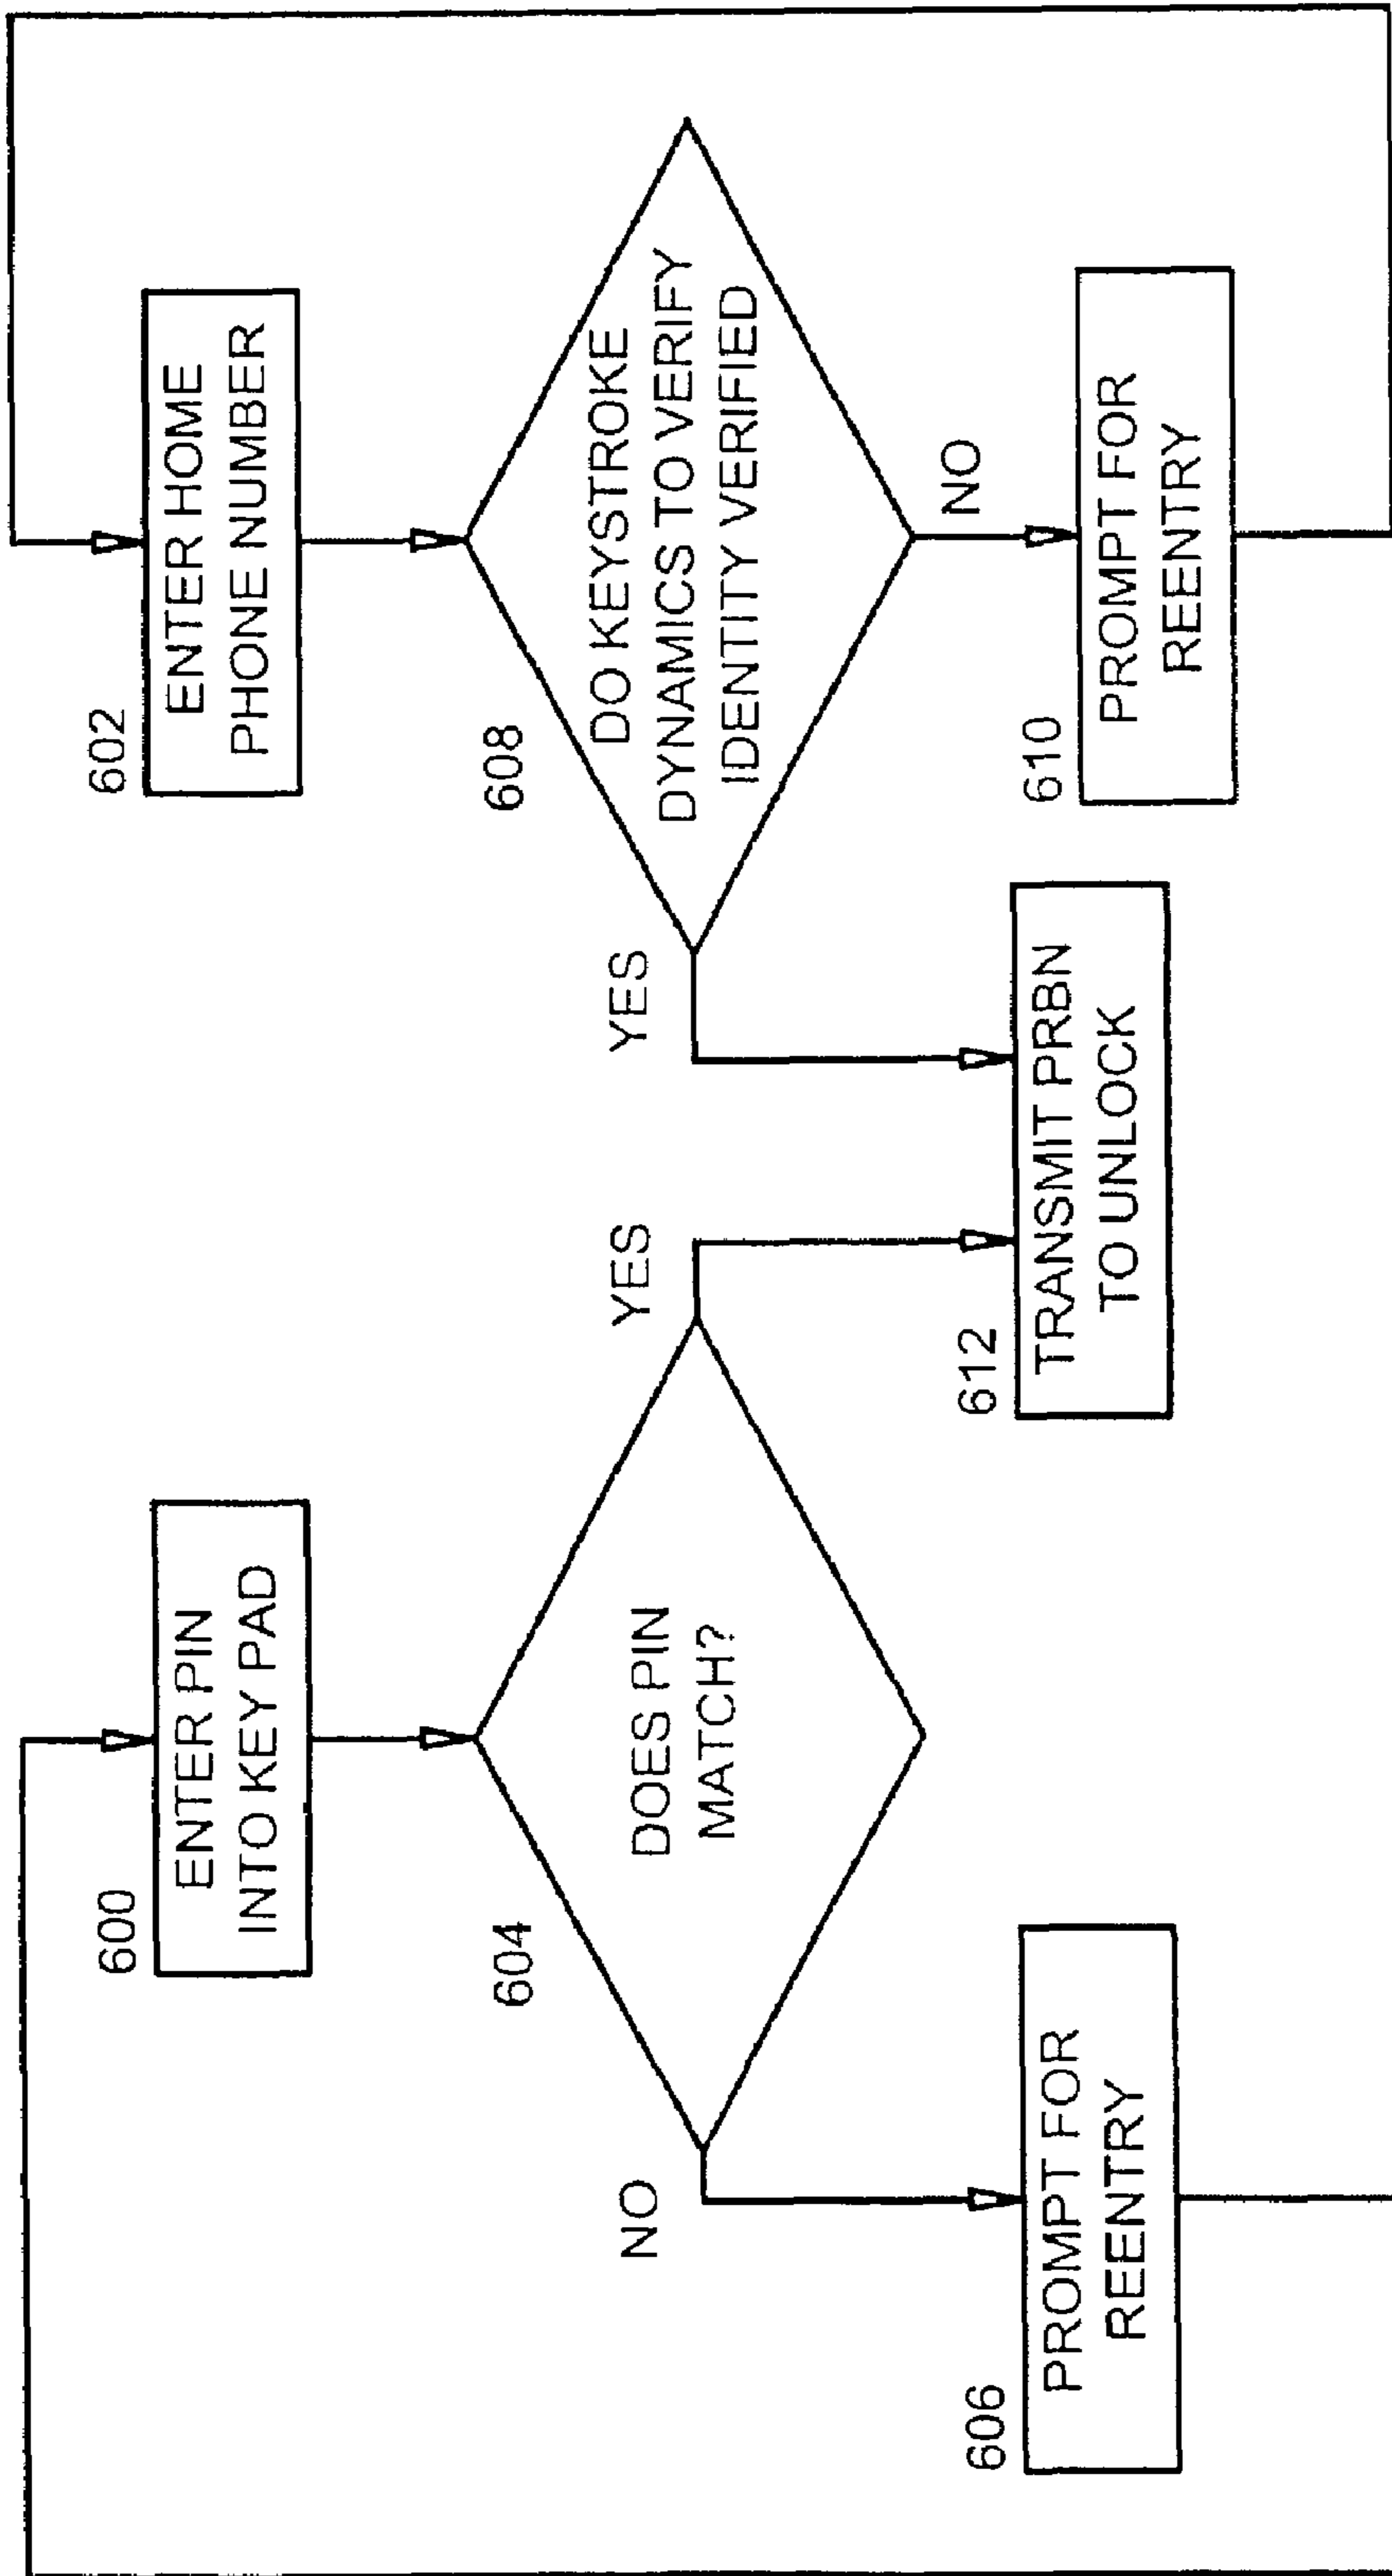 600
ENTER PIN
INTO KEY PAD
604
DOES PIN
MATCH?
NO
YES
606
PROMPT FOR
REENTRY
612
TRANSMIT PRBN
TO UNLOCK
602
ENTER HOME
PHONE NUMBER
608
DO KEYSTROKE
DYNAMICS TO VERIFY
IDENTITY VERIFIED
YES
NO
610
PROMPT FOR
REENTRY